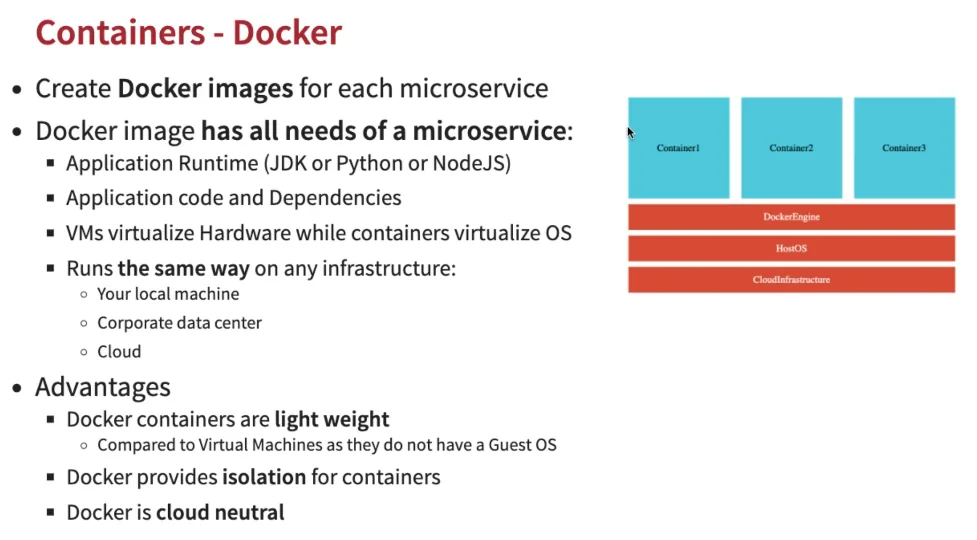 Containers - Docker
Create Docker images for each microservice
Docker image has all needs of a microservice:
Application Runtime (JDK or Python or NodeJS)
Application code and Dependencies
VMs virtualize Hardware while containers virtualize OS
Runs the same way on any infrastructure:
Your local machine
Corporate data center
Cloud
Advantages
Docker containers are light weight
Compared to Virtual Machines as they do not have a Guest OS
Docker provides isolation for containers
Docker is cloud neutral
Container1
Container2
Container3
DockerEngine
HostOS
CloudInfrastructure